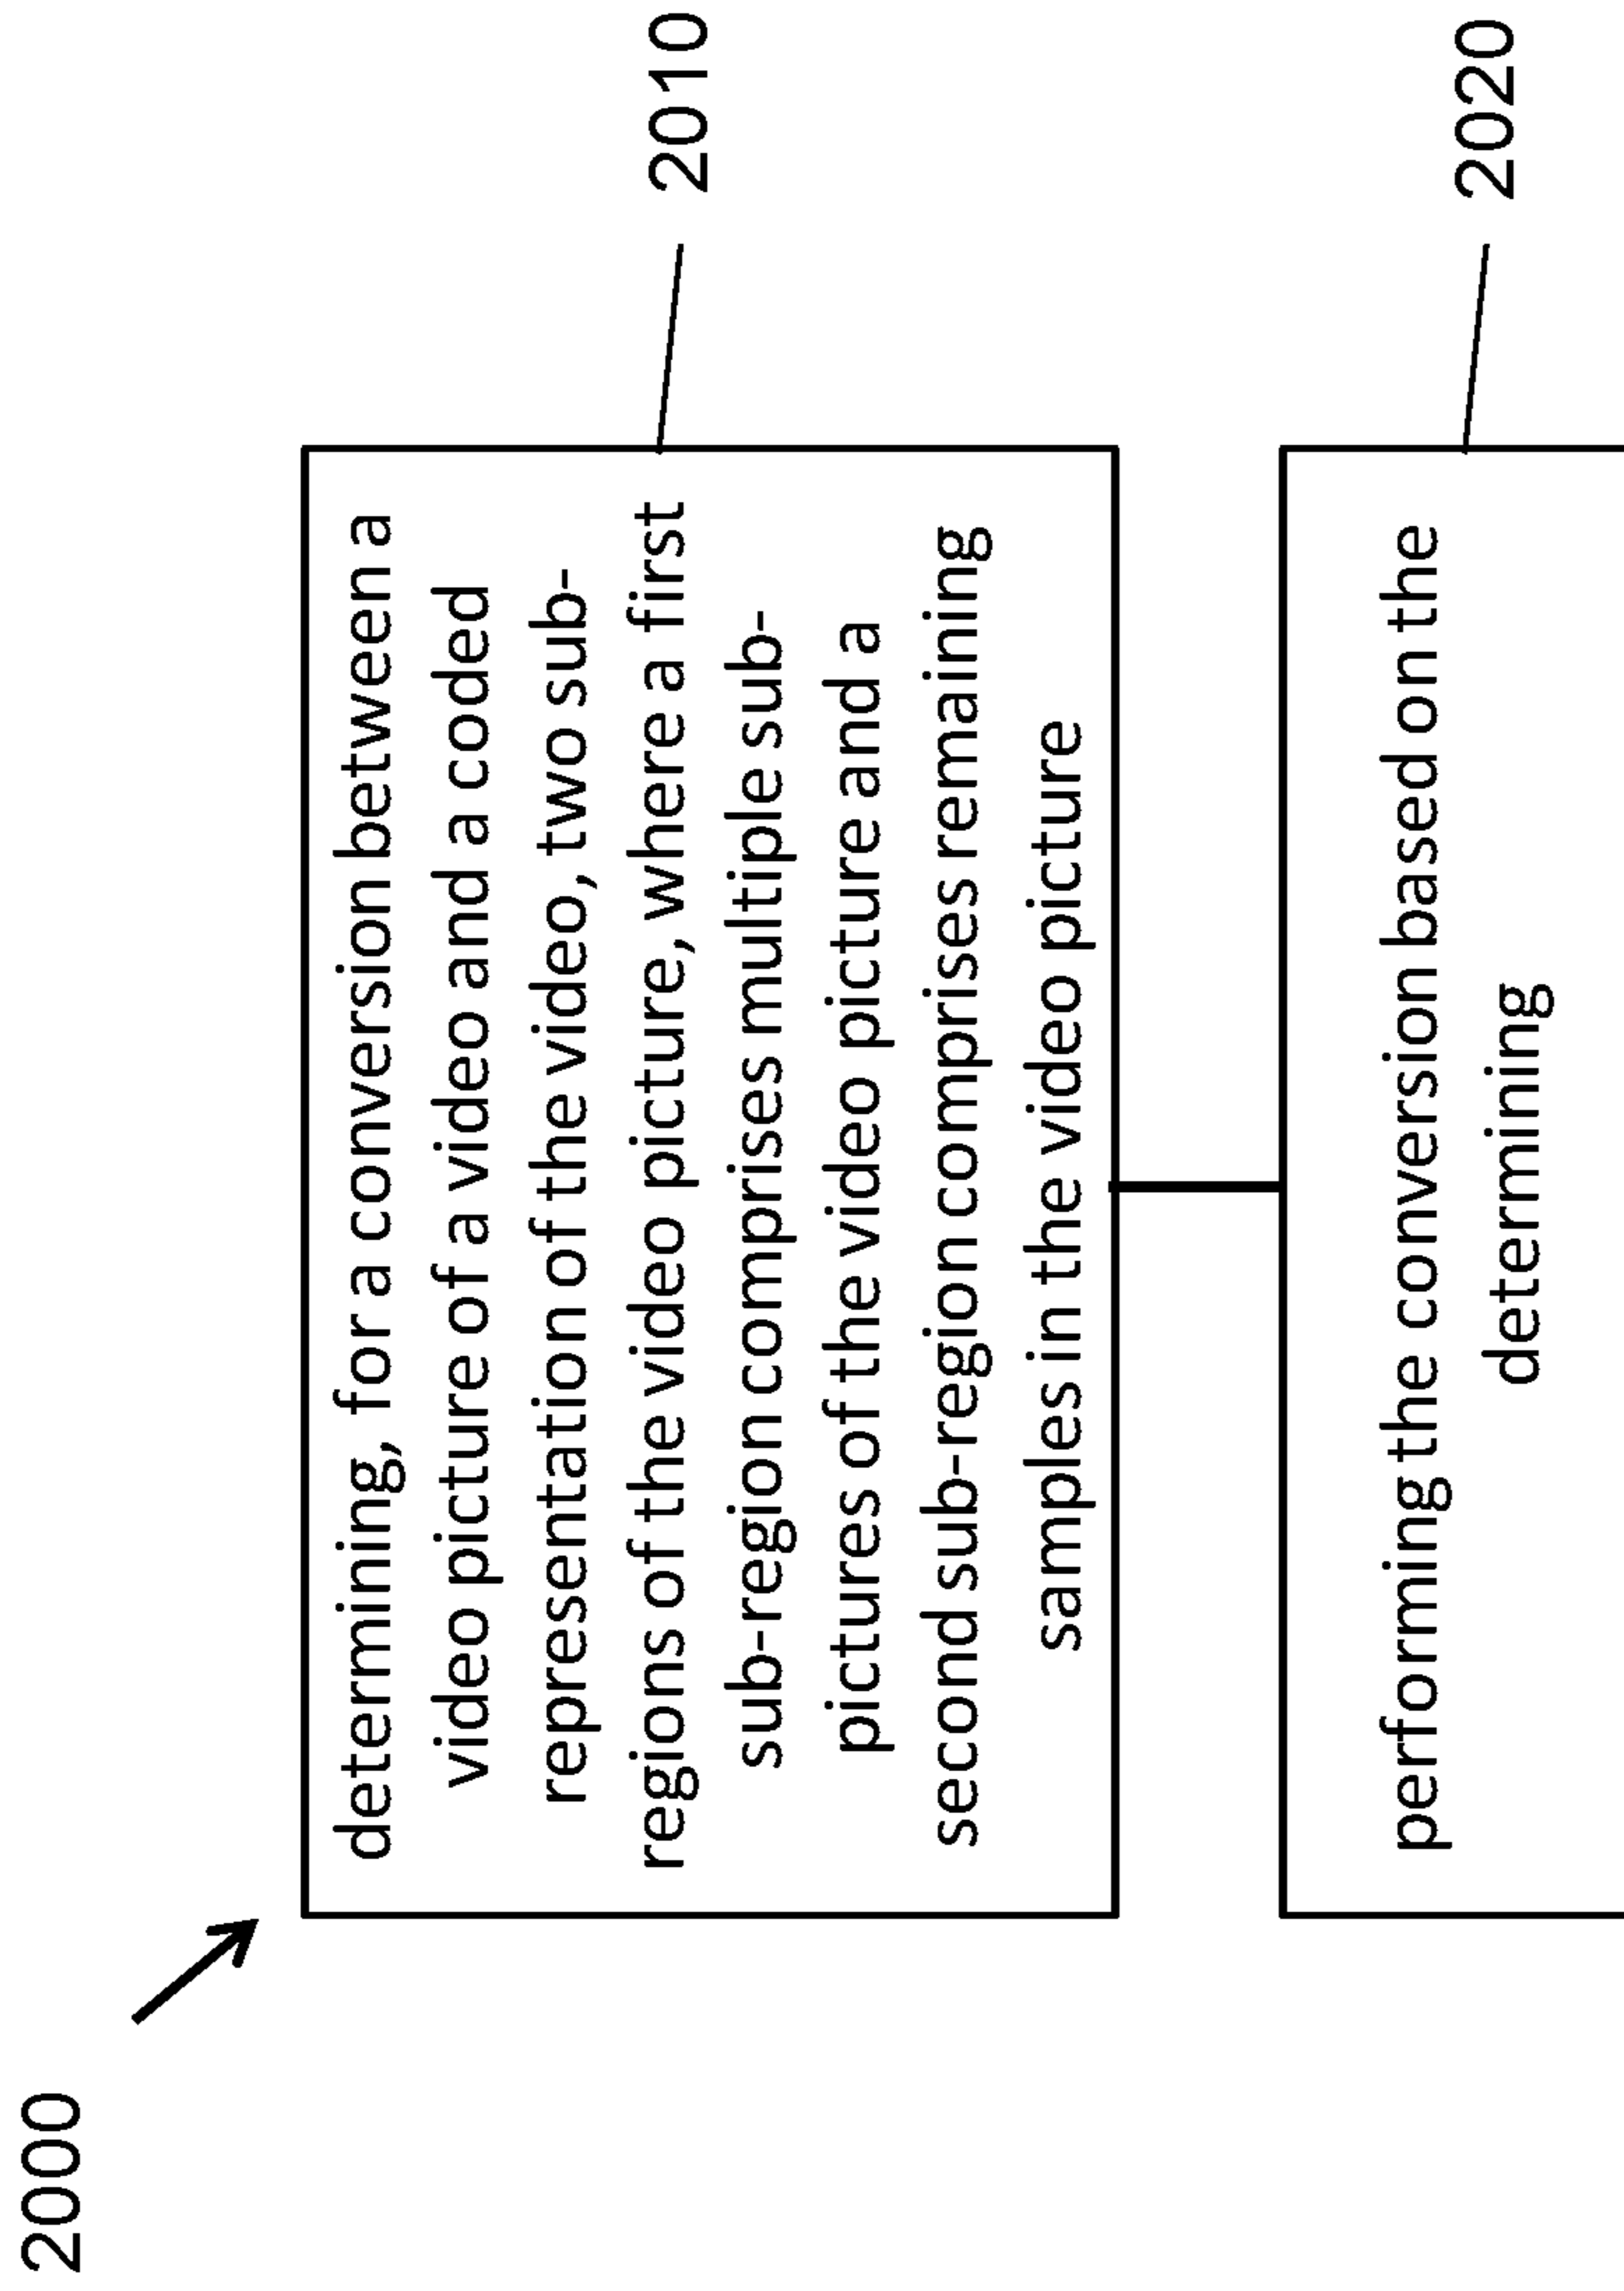 2000
determining, for a conversion between a
video picture of a video and a coded
representation of the video, two sub-
regions of the video picture, where a first
sub-region comprises multiple sub-
pictures of the video picture and a
second sub-region comprises remaining
samples in the video picture
2010
performing the conversion based on the
determining
2020